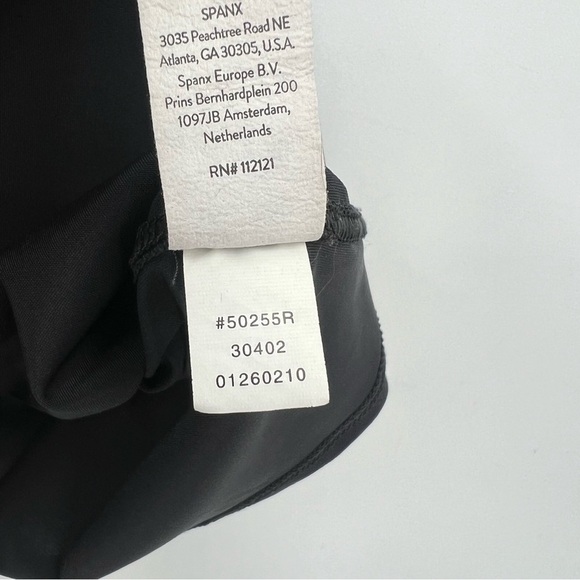 SPANX
3035 Peachtree Road NE
Atlanta, GA 30305, U.S.A.
Spanx Europe B.V.
Prins Bernhardplein 200
1097JB Amsterdam,
Netherlands
RN# 112121
#50255R
30402
01260210